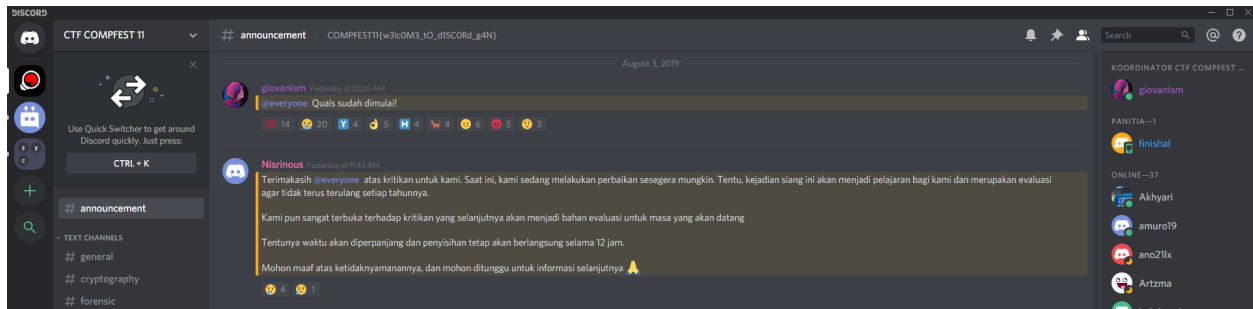 DISCORD
CTF COMPFEST 11
# announcement
COMPFEST11{w3lc0M3_tO_d15C0Rd_g4N}
Search
Use Quick Switcher to get around
Discord quickly. Just press:
CTRL + K
# announcement
TEXT CHANNELS
# general
# cryptography
# forensic
August 3, 2019
giovanism Yesterday at 10:00 AM
@everyone Quals sudah dimulai!
14 20 Y 4 5 H 4 4 6 5 3
Nisrinous Yesterday at 11:42 AM
Terimakasih @everyone atas kritikan untuk kami. Saat ini, kami sedang melakukan perbaikan sesegera mungkin. Tentu, kejadian siang ini akan menjadi pelajaran bagi kami dan merupakan evaluasi
agar tidak terus terulang setiap tahunnya.
Kami pun sangat terbuka terhadap kritikan yang selanjutnya akan menjadi bahan evaluasi untuk masa yang akan datang
Tentunya waktu akan diperpanjang dan penyisihan tetap akan berlangsung selama 12 jam.
Mohon maaf atas ketidaknyamanannya, dan mohon ditunggu untuk informasi selanjutnya
4 1
KOORDINATOR CTF COMPFEST ...
giovanism
PANITIA—1
finishal
ONLINE—37
Akhyari
amuro19
ano21lx
Artzma